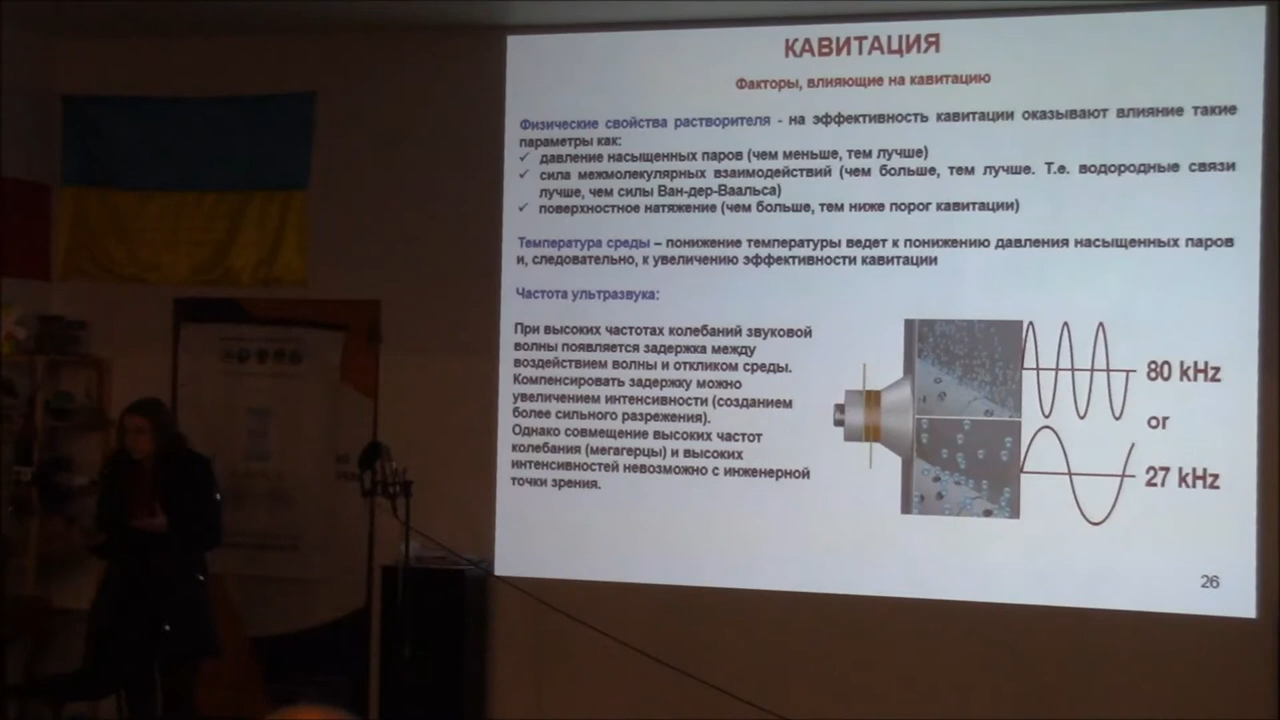 КАВИТАЦИЯ
Факторы, влияющие на кавитацию
Физические свойства растворителя - на эффективность кавитации оказывают влияние такие
параметры как:
✓ давление насыщенных паров (чем меньше, тем лучше)
✓ сила межмолекулярных взаимодействий (чем больше, тем лучше. Т.е. водородные связи
лучше, чем силы Ван-дер-Ваальса)
✓ поверхностное натяжение (чем больше, тем ниже порог кавитации)
Температура среды – понижение температуры ведет к понижению давления насыщенных паров
и, следовательно, к увеличению эффективности кавитации
Частота ультразвука:
При высоких частотах колебаний звуковой
волны появляется задержка между
воздействием волны и откликом среды.
Компенсировать задержку можно
увеличением интенсивности (созданием
более сильного разрежения).
Однако совмещение высоких частот
колебания (мегагерцы) и высоких
интенсивностей невозможно с инженерной
точки зрения.
80 kHz
or
27 kHz
26